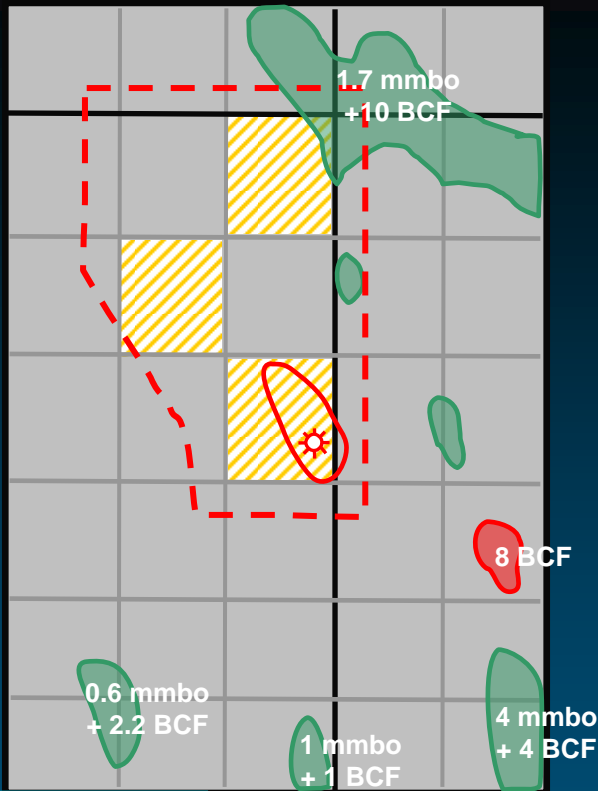 1.7 mmbo
+10 BCF
8 BCF
0.6 mmbo
+ 2.2 BCF
4 mmbo
+ 4 BCF
1 mmbo
+ 1 BCF